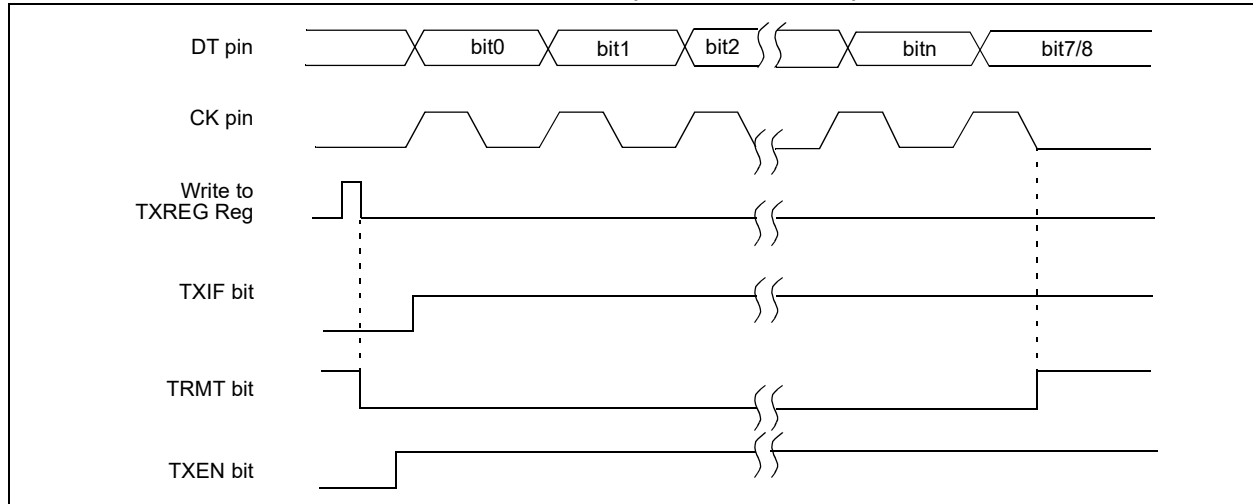 DT pin
bit0 bit1 bit2 bitn bit7/8
CK pin
Write to
TXREG Reg
TXIF bit
TRMT bit
TXEN bit